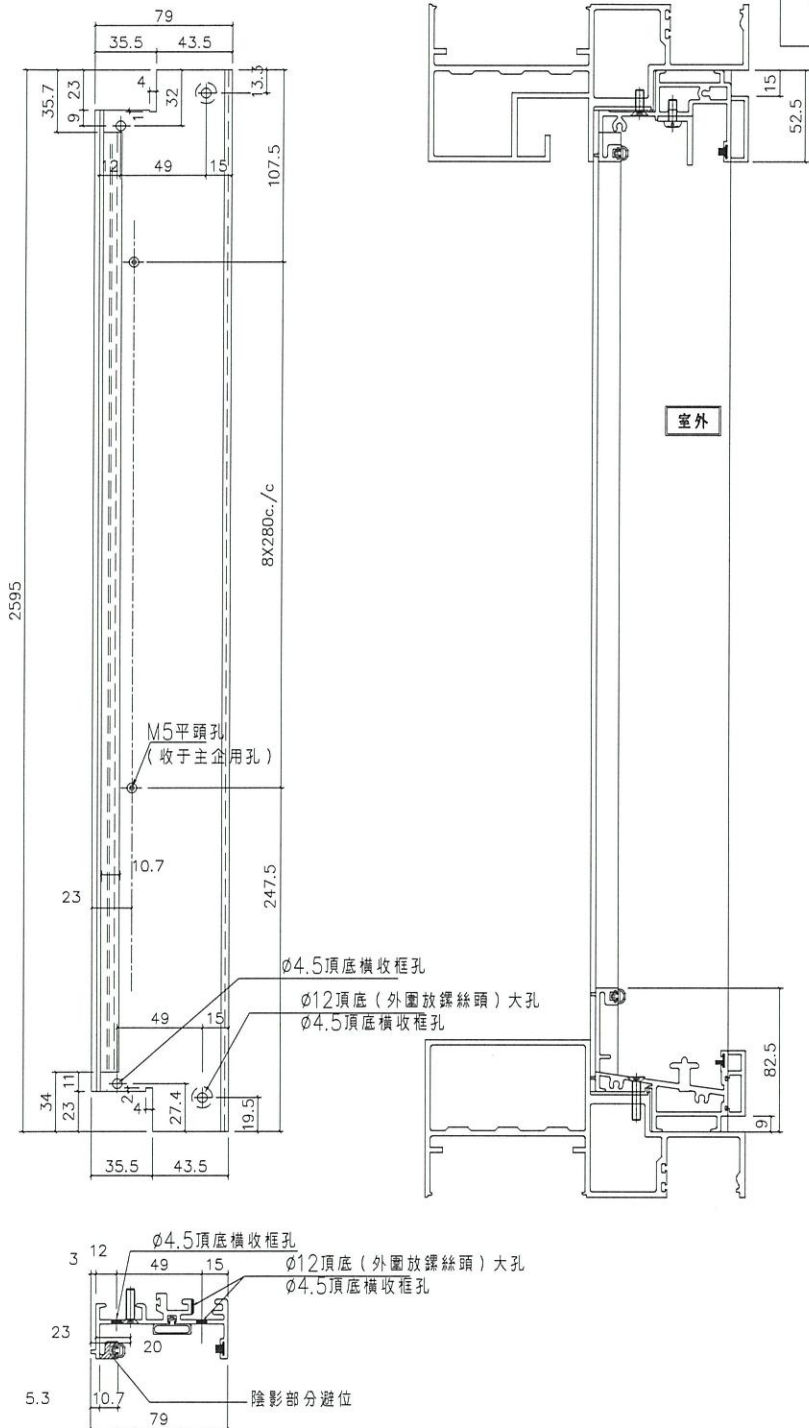 79
35.5 43.5
35.7
23
9
4
1
32
13.3
12 49 15
107.5
8X280c./c
2595
M5平頭孔
(收于主企用孔)
10.7
23
247.5
Ø4.5頂底橫收框孔
Ø12頂底(外圍放鏍絲頭)大孔
Ø4.5頂底橫收框孔
49 15
34
11
23
2
4
27.4
19.5
35.5 43.5
15
52.5
室外
82.5
9
Ø4.5頂底橫收框孔
3 12 49 15
Ø12頂底(外圍放鏍絲頭)大孔
Ø4.5頂底橫收框孔
23
20
5.3 10.7
陰影部分避位
79